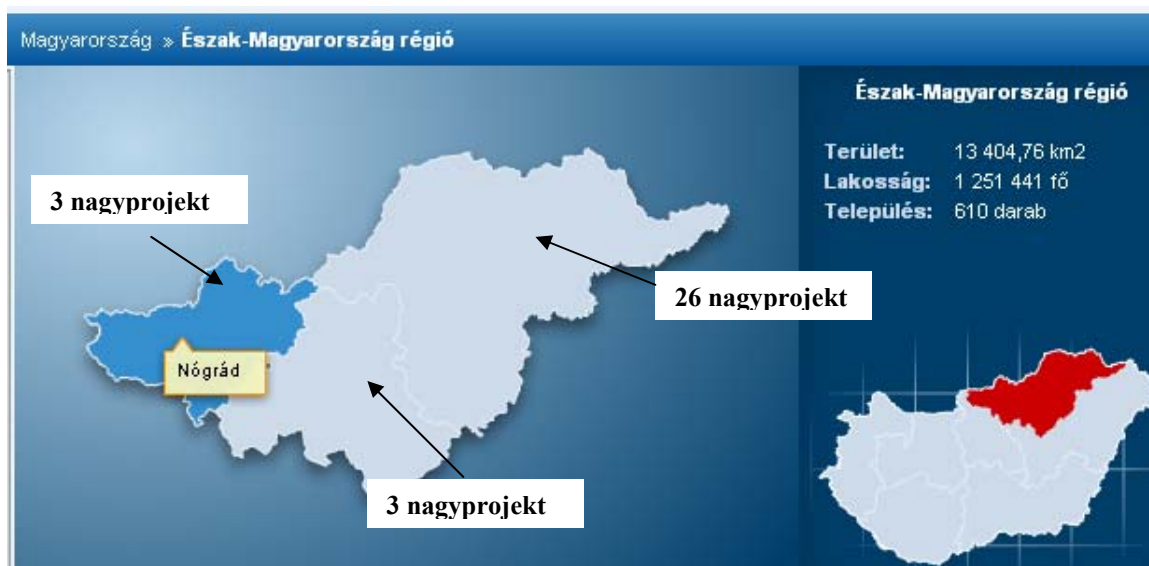 Magyarország » Észak-Magyarország régió
Észak-Magyarország régió
Terület: 13 404,76 km2
Lakosság: 1 251 441 fő
Település: 610 darab
3 nagyprojekt
26 nagyprojekt
Nógrád
3 nagyprojekt